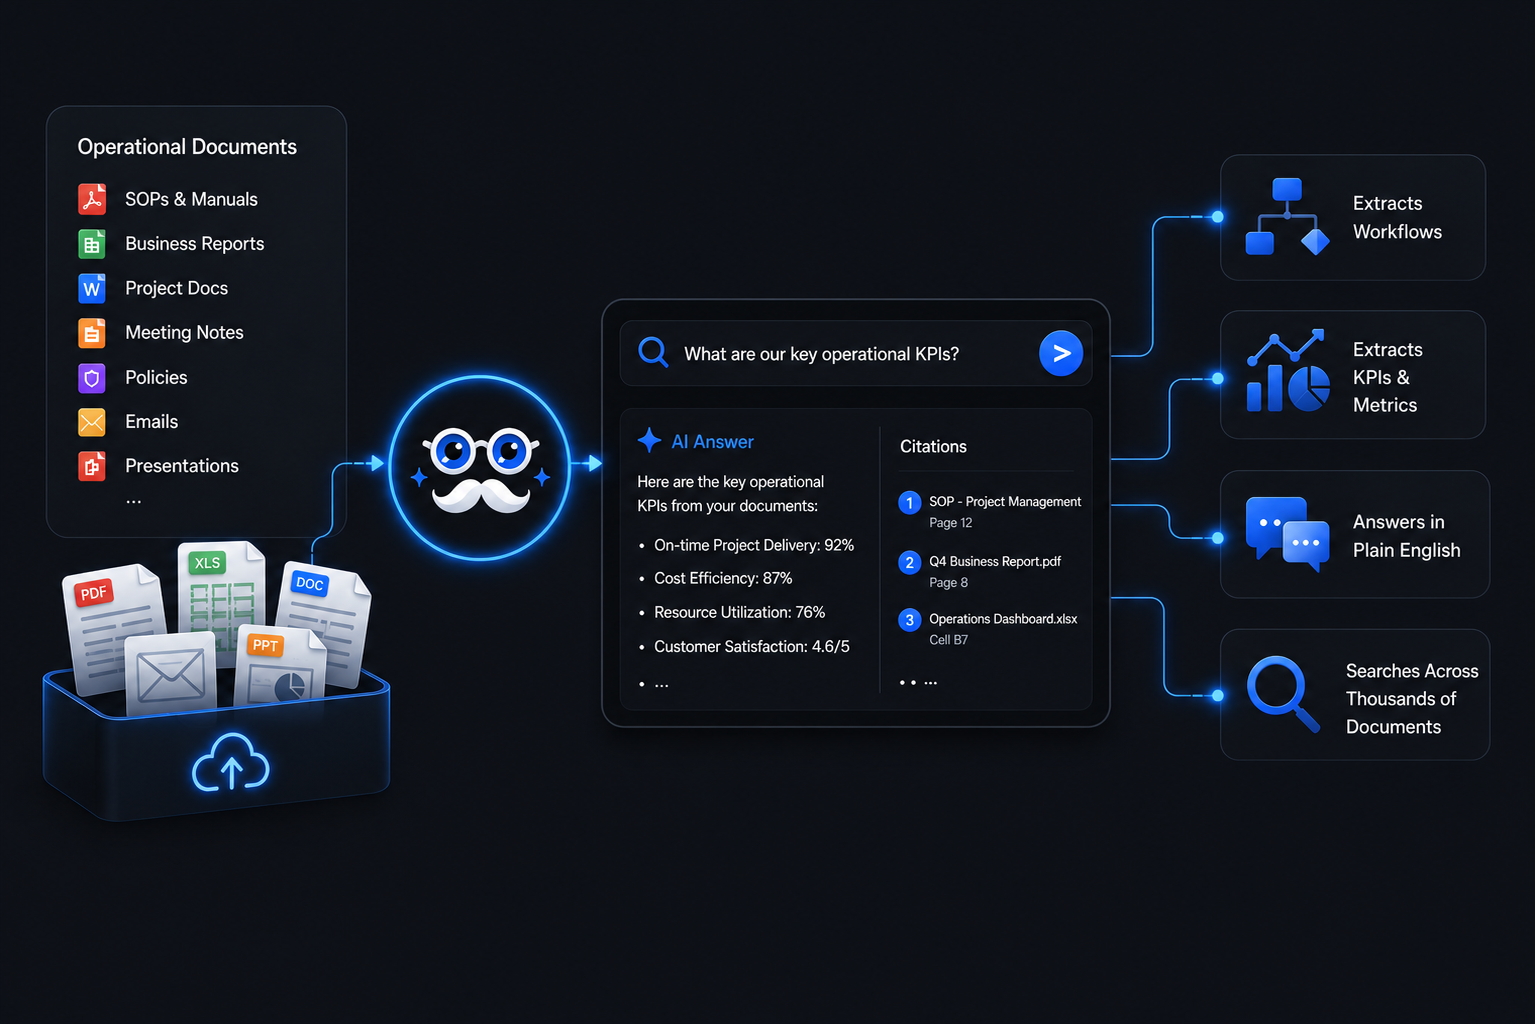 Operational Documents
SOPs & Manuals
Business Reports
W
Project Docs
Meeting Notes
Policies
Emails
Presentations
...
PDF
XLS
DOC
PPT
What are our key operational KPIs?
>
AI Answer
Here are the key operational
KPIs from your documents:
• On-time Project Delivery: 92%
• Cost Efficiency: 87%
• Resource Utilization: 76%
• Customer Satisfaction: 4.6/5
• ...
Citations
1 SOP - Project Management
Page 12
2 Q4 Business Report.pdf
Page 8
3 Operations Dashboard.xlsx
Cell B7
• • ...
Extracts
Workflows
Extracts
KPIs &
Metrics
Answers in
Plain English
Searches Across
Thousands of
Documents